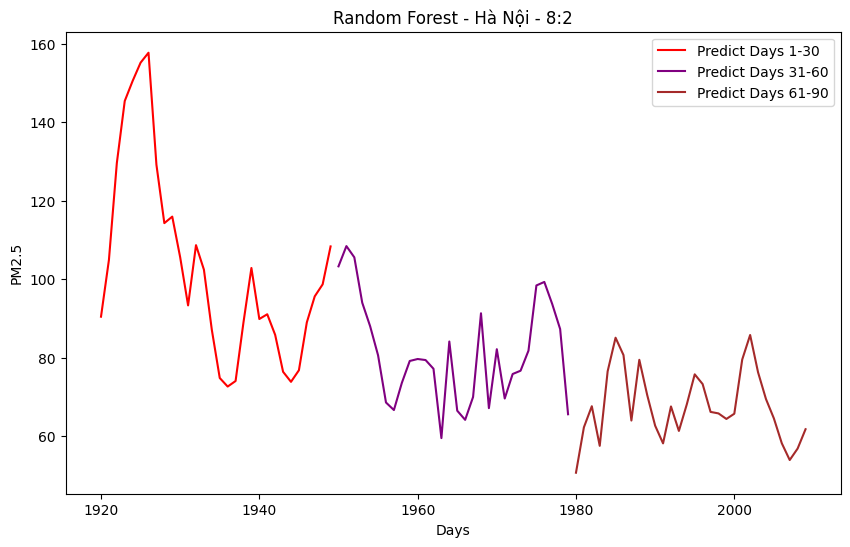 Random Forest - Hà Nội - 8:2
Predict Days 1-30
Predict Days 31-60
Predict Days 61-90
PM2.5
160
140
120
100
80
60
1920
1940
1960
1980
2000
Days